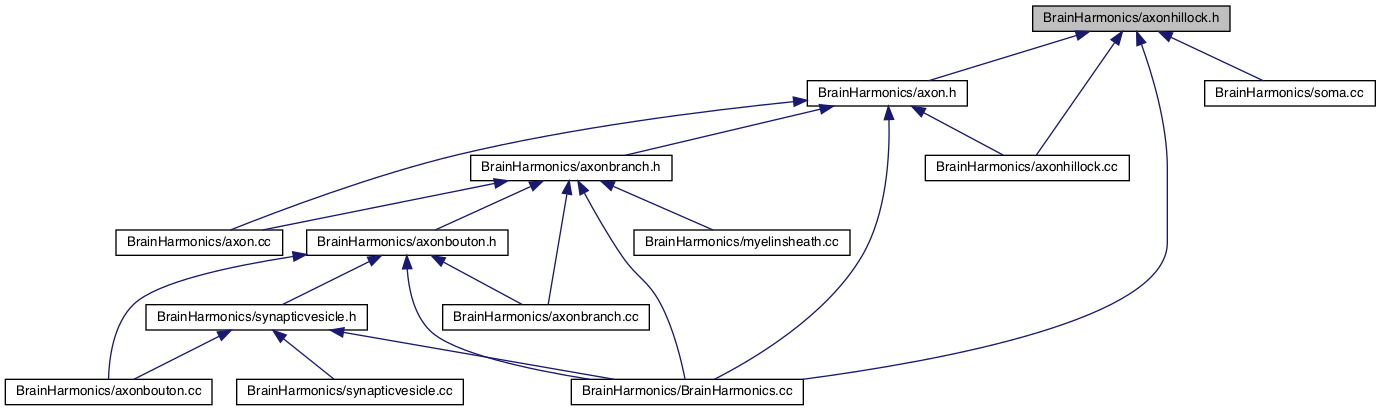 BrainHarmonics/axonhillock.h
BrainHarmonics/axon.h
BrainHarmonics/soma.cc
BrainHarmonics/axonbranch.h
BrainHarmonics/axonhillock.cc
BrainHarmonics/axon.cc
BrainHarmonics/axonbouton.h
BrainHarmonics/myelinsheath.cc
BrainHarmonics/synapticvesicle.h
BrainHarmonics/axonbranch.cc
BrainHarmonics/axonbouton.cc
BrainHarmonics/synapticvesicle.cc
BrainHarmonics/BrainHarmonics.cc